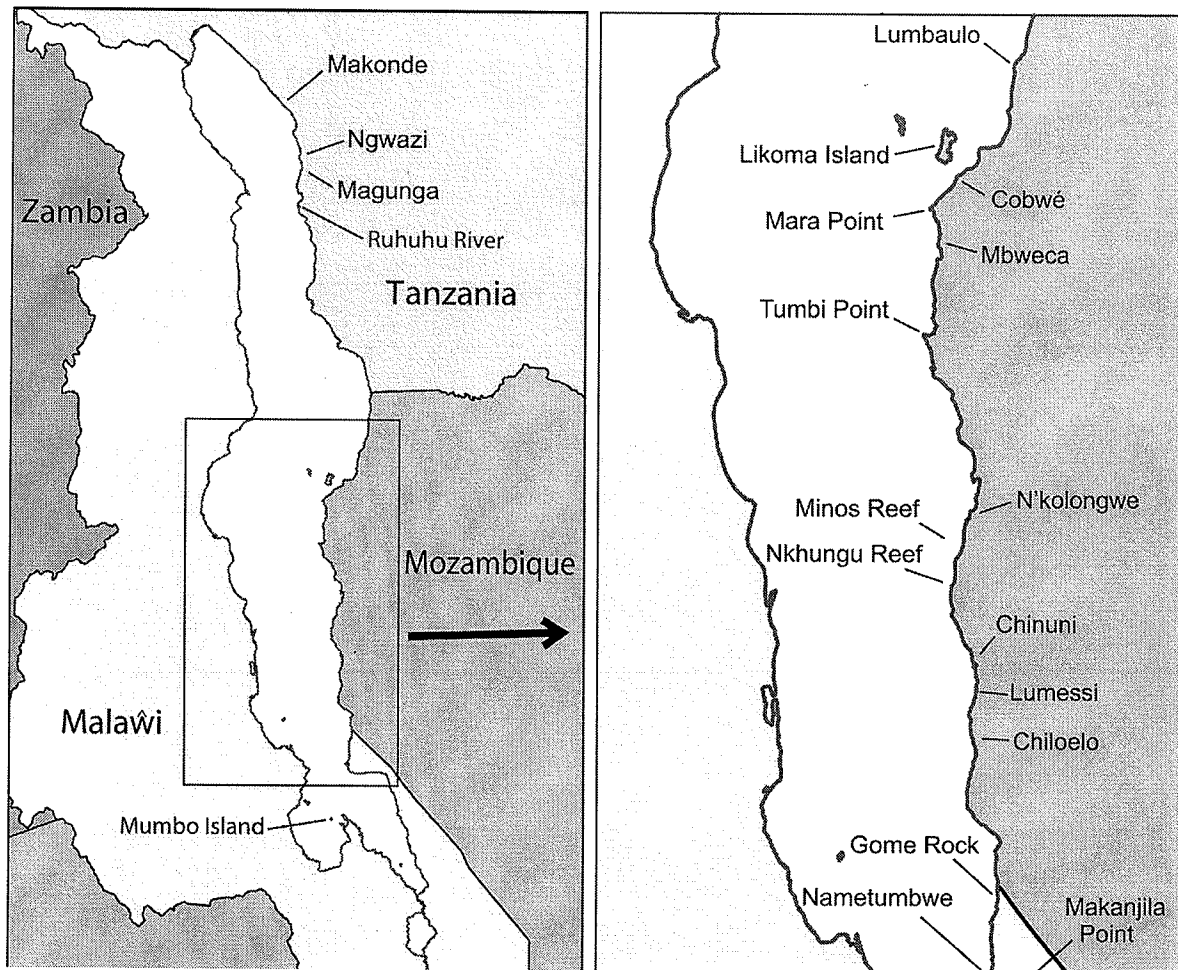 Makonde
Ngwazi
Magunga
Zambia
Ruhuhu River
Tanzania
Mozambique
Malaŵi
Mumbo Island
Lumbaulo
Likoma Island
Cobwé
Mara Point
Mbweca
Tumbi Point
Minos Reef
N'kolongwe
Nkhungu Reef
Chinuni
Lumessi
Chiloelo
Gome Rock
Nametumbwe
Makanjila
Point